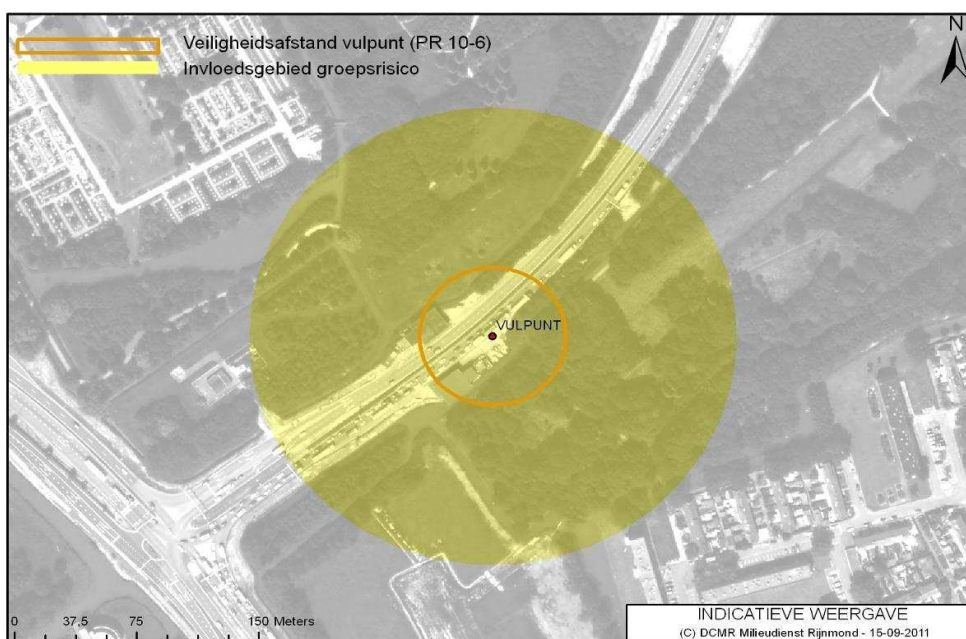 Veiligheidsafstand vulpunt (PR 10-6)
Invloedsgebied groepsrisico
N
VULPUNT
0 37.5 75 150 Meters
INDICATIEVE WEERGAVE
(C) DCMR Milieudienst Rijnmond - 15-09-2011